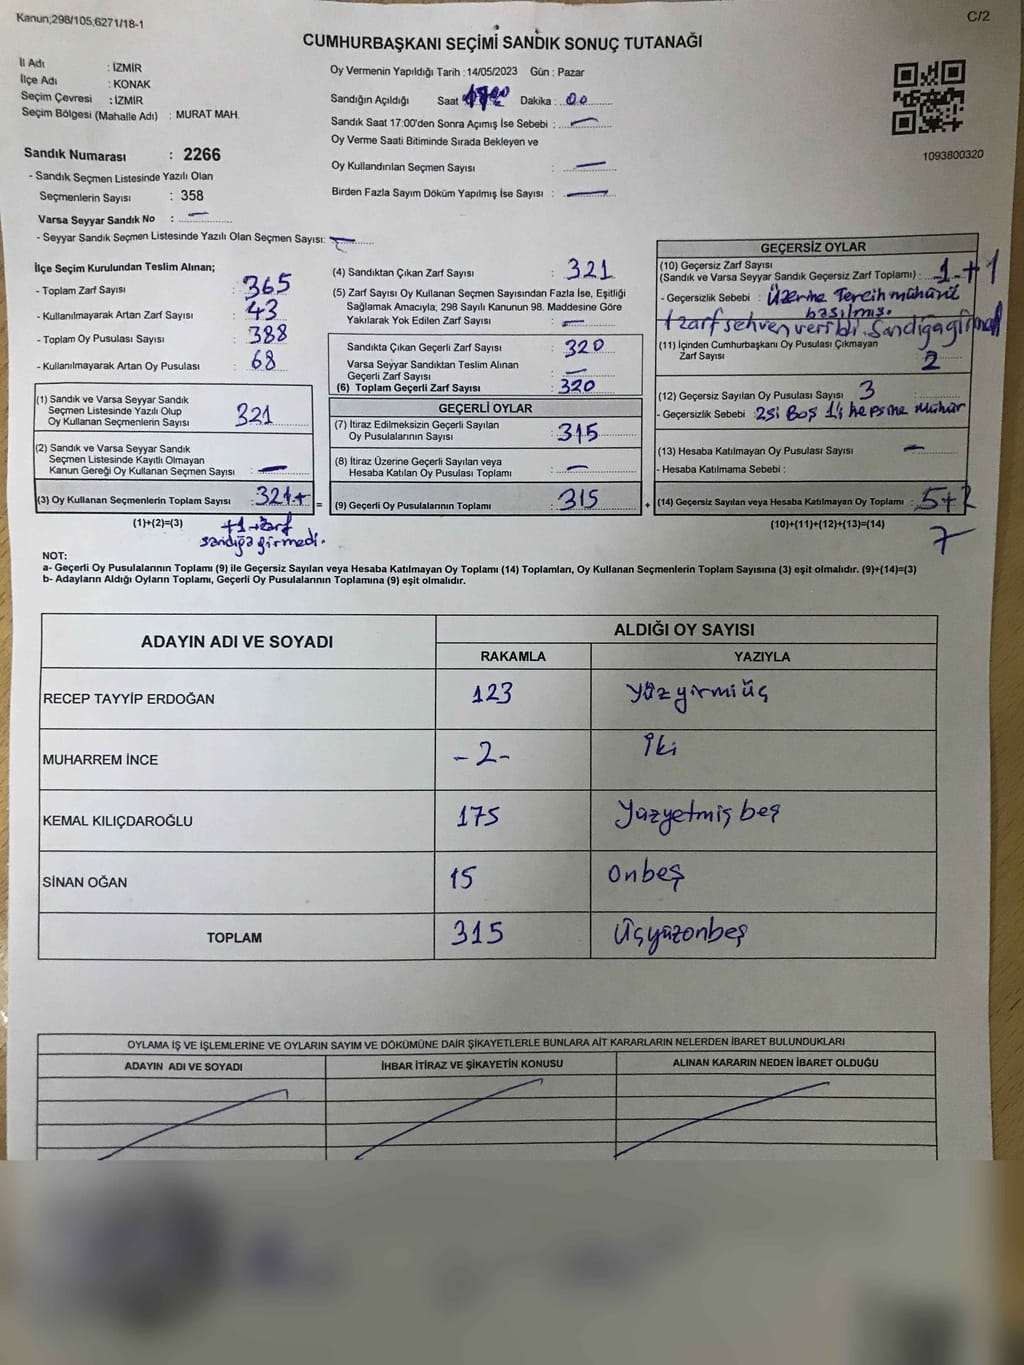 Kanun;298/105;6271/18-1
C/2
CUMHURBAŞKANI SEÇİMİ SANDIK SONUÇ TUTANAĞI
İl Adı : İZMİR
İlçe Adı : KONAK
Seçim Çevresi : İZMİR
Seçim Bölgesi (Mahalle Adı) : MURAT MAH.
Sandık Numarası : 2266
- Sandık Seçmen Listesinde Yazılı Olan
Seçmenlerin Sayısı : 358
Varsa Seyyar Sandık No : —
- Seyyar Sandık Seçmen Listesinde Yazılı Olan Seçmen Sayısı: —
Oy Vermenin Yapıldığı Tarih : 14/05/2023 Gün : Pazar
Sandığın Açıldığı Saat Dakika : 00
Sandık Saat 17:00'den Sonra Açımış İse Sebebi : —
Oy Verme Saati Bitiminde Sırada Bekleyen ve
Oy Kullandırılan Seçmen Sayısı : —
Birden Fazla Sayım Döküm Yapılmış İse Sayısı : —
1093800320
İlçe Seçim Kurulundan Teslim Alınan;
- Toplam Zarf Sayısı : 365
- Kullanılmayarak Artan Zarf Sayısı : 43
- Toplam Oy Pusulası Sayısı : 388
- Kullanılmayarak Artan Oy Pusulası : 68
(1) Sandık ve Varsa Seyyar Sandık
Seçmen Listesinde Yazılı Olup
Oy Kullanan Seçmenlerin Sayısı 321
(2) Sandık ve Varsa Seyyar Sandık
Seçmen Listesinde Kayıtlı Olmayan
Kanun Gereği Oy Kullanan Seçmen Sayısı : —
(3) Oy Kullanan Seçmenlerin Toplam Sayısı : 321+ =
(1)+(2)=(3)
+1 zarf
sandığa girmedi.
(4) Sandıktan Çıkan Zarf Sayısı : 321
(5) Zarf Sayısı Oy Kullanan Seçmen Sayısından Fazla İse, Eşitliği
Sağlamak Amacıyla, 298 Sayılı Kanunun 98. Maddesine Göre
Yakılarak Yok Edilen Zarf Sayısı : —
Sandıkta Çıkan Geçerli Zarf Sayısı : 320
Varsa Seyyar Sandıktan Teslim Alınan
Geçerli Zarf Sayısı : —
(6) Toplam Geçerli Zarf Sayısı : 320
GEÇERLİ OYLAR
(7) İtiraz Edilmeksizin Geçerli Sayılan
Oy Pusulalarının Sayısı : 315
(8) İtiraz Üzerine Geçerli Sayılan veya
Hesaba Katılan Oy Pusulası Toplamı : —
(9) Geçerli Oy Pusulalarının Toplamı : 315 +
GEÇERSİZ OYLAR
(10) Geçersiz Zarf Sayısı
(Sandık ve Varsa Seyyar Sandık Geçersiz Zarf Toplamı) : 1+1
- Geçersizlik Sebebi : Üzerine Tercih mühürü
basılmış.
1 zarf sehven verildi. Sandığa girmedi
(11) İçinden Cumhurbaşkanı Oy Pusulası Çıkmayan
Zarf Sayısı : 2
(12) Geçersiz Sayılan Oy Pusulası Sayısı : 3
- Geçersizlik Sebebi : 2si Boş 1'i hepsine mühür
(13) Hesaba Katılmayan Oy Pusulası Sayısı : —
- Hesaba Katılmama Sebebi :
(14) Geçersiz Sayılan veya Hesaba Katılmayan Oy Toplamı : 5+2
(10)+(11)+(12)+(13)=(14)
7
NOT:
a- Geçerli Oy Pusulalarının Toplamı (9) ile Geçersiz Sayılan veya Hesaba Katılmayan Oy Toplamı (14) Toplamları, Oy Kullanan Seçmenlerin Toplam Sayısına (3) eşit olmalıdır. (9)+(14)=(3)
b- Adayların Aldığı Oyların Toplamı, Geçerli Oy Pusulalarının Toplamına (9) eşit olmalıdır.
ADAYIN ADI VE SOYADI ALDIĞI OY SAYISI
RAKAMLA YAZIYLA
RECEP TAYYİP ERDOĞAN 123 Yüzyirmiüç
MUHARREM İNCE -2- İki
KEMAL KILIÇDAROĞLU 175 Yüzyetmiş beş
SİNAN OĞAN 15 Onbeş
TOPLAM 315 Üçyüzonbeş
OYLAMA İŞ VE İŞLEMLERİNE VE OYLARIN SAYIM VE DÖKÜMÜNE DAİR ŞİKAYETLERLE BUNLARA AİT KARARLARIN NELERDEN İBARET BULUNDUKLARI
ADAYIN ADI VE SOYADI İHBAR İTİRAZ VE ŞİKAYETİN KONUSU ALINAN KARARIN NEDEN İBARET OLDUĞU